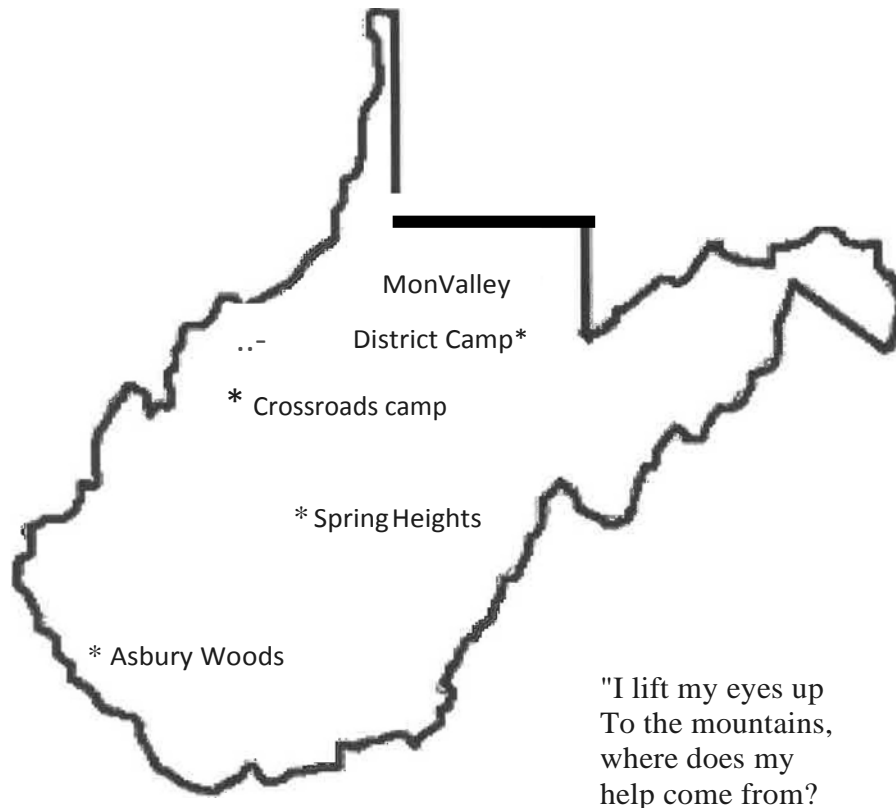 MonValley
District Camp*
..-
* Crossroads camp
* Spring Heights
* Asbury Woods
"I lift my eyes up
To the mountains,
where does my
help come from?